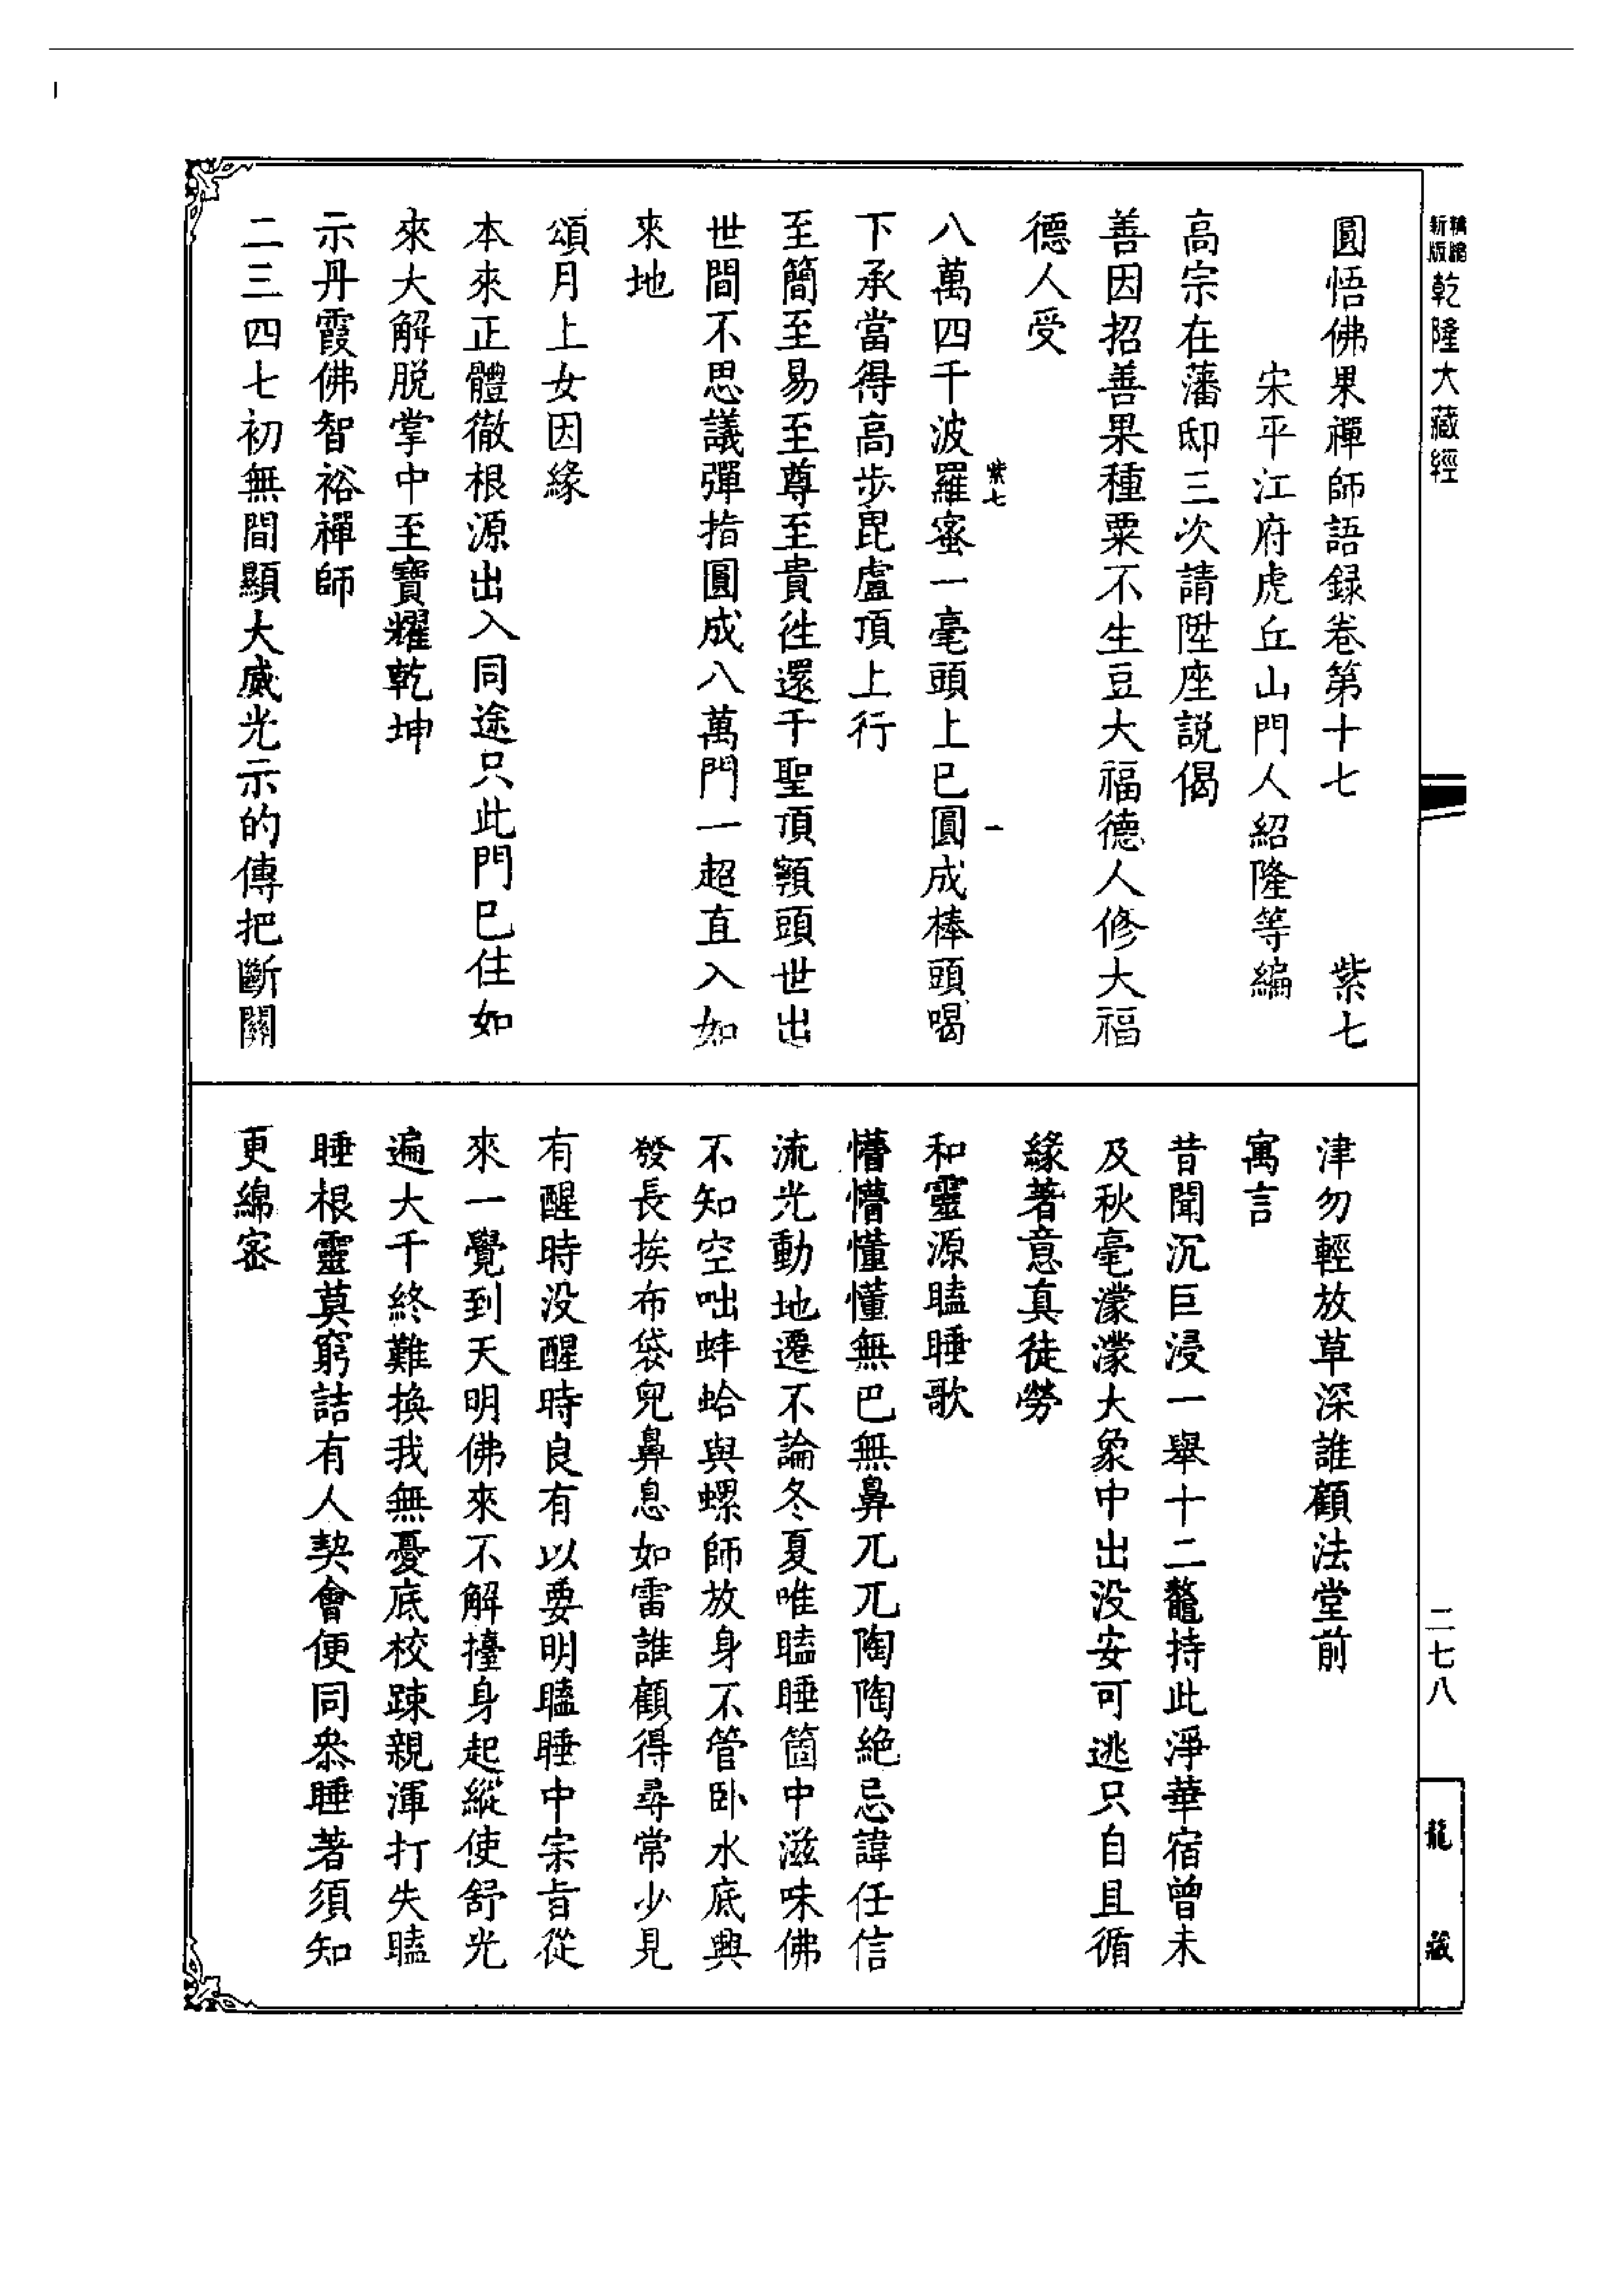 精縮新版乾隆大藏經
圓悟佛果禪師語録卷第十七 紫七
宋平江府虎丘山門人紹隆等編
高宗在藩邸三次請陞座説偈
善因招善果種粟不生豆大福德人修大福
德人受
紫七 一
八萬四千波羅蜜一毫頭上已圓成棒頭喝
下承當得高步毘盧頂上行
至簡至易至尊至貴徃還千聖頂顙頭世出
世間不思議彈指圓成八萬門一超直入如
來地
頌月上女因緣
本來正體徹根源出入同途只此門已住如
來大解脱掌中至寶耀乾坤
示丹霞佛智裕禪師
二三四七初無間顯大威光示的傳把斷關
津勿輕放草深誰顧法堂前
寓言
昔聞沉巨浸一舉十二鼇持此淨華宿曾未
及秋毫濛濛大象中出没安可逃只自且循
緣著意真徒勞
和靈源瞌睡歌
懵懵懂懂無巴無鼻兀兀陶陶絶忌諱任信
流光動地遷不論冬夏唯瞌睡箇中滋味佛
不知空咄蚌蛤與螺師放身不管卧水底興
發長挨布袋兒鼻息如雷誰顧得尋常少見
有醒時没醒時良有以要明瞌睡中宗旨從
來一覺到天明佛來不解擡身起縱使舒光
遍大千終難換我無憂底校踈親渾打失瞌
睡根靈莫窮詰有人契會便同叅睡著須知
更綿密
二七八
龍藏